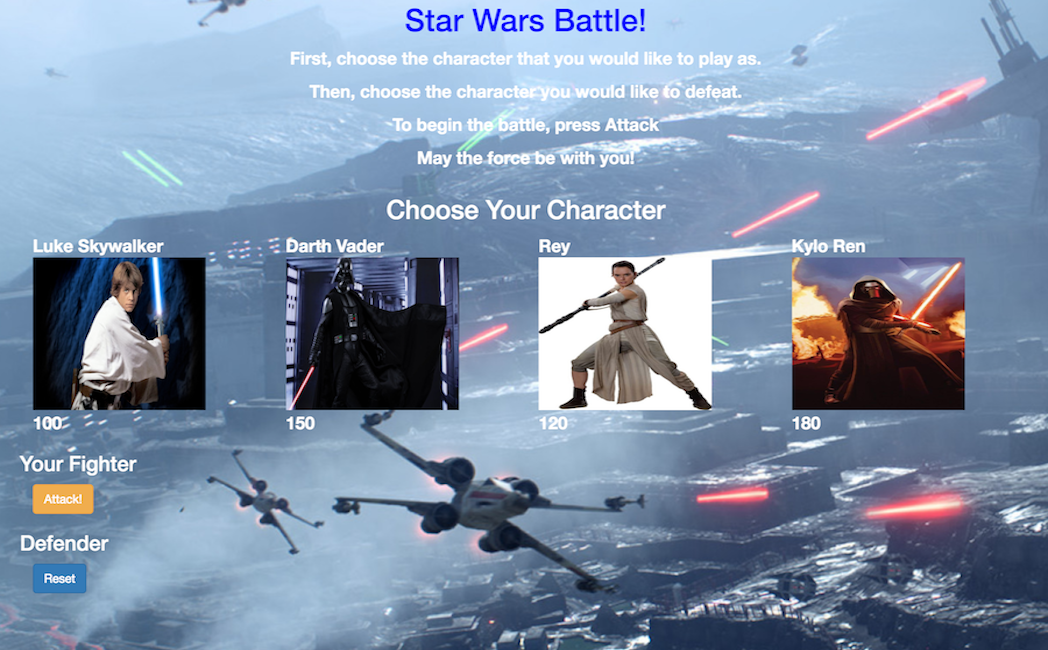 Star Wars Battle!
First, choose the character that you would like to play as.
Then, choose the character you would like to defeat.
To begin the battle, press Attack
May the force be with you!
Choose Your Character
Luke Skywalker Darth Vader Rey Kylo Ren
100 150 120 180
Your Fighter
Attack!
Defender
Reset